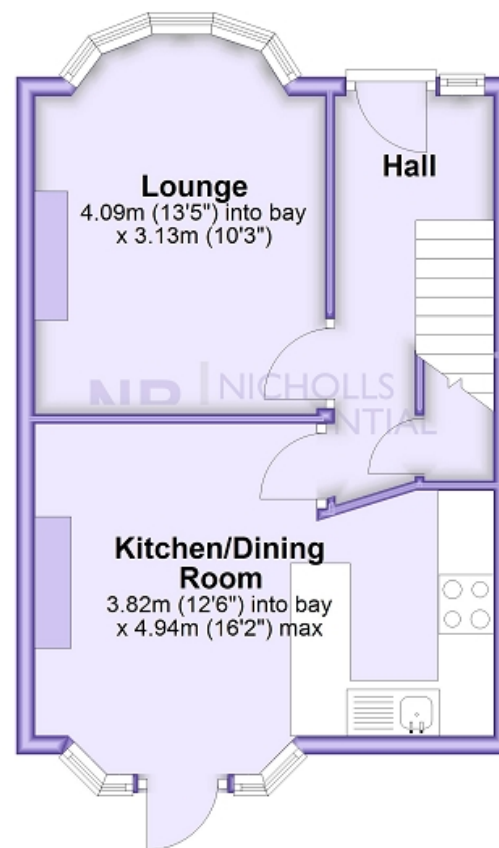 Hall
Lounge
4.09m (13'5") into bay
x 3.13m (10'3")
NICHOLLS
Kitchen/Dining
Room
3.82m (12'6") into bay
x 4.94m (16'2") max